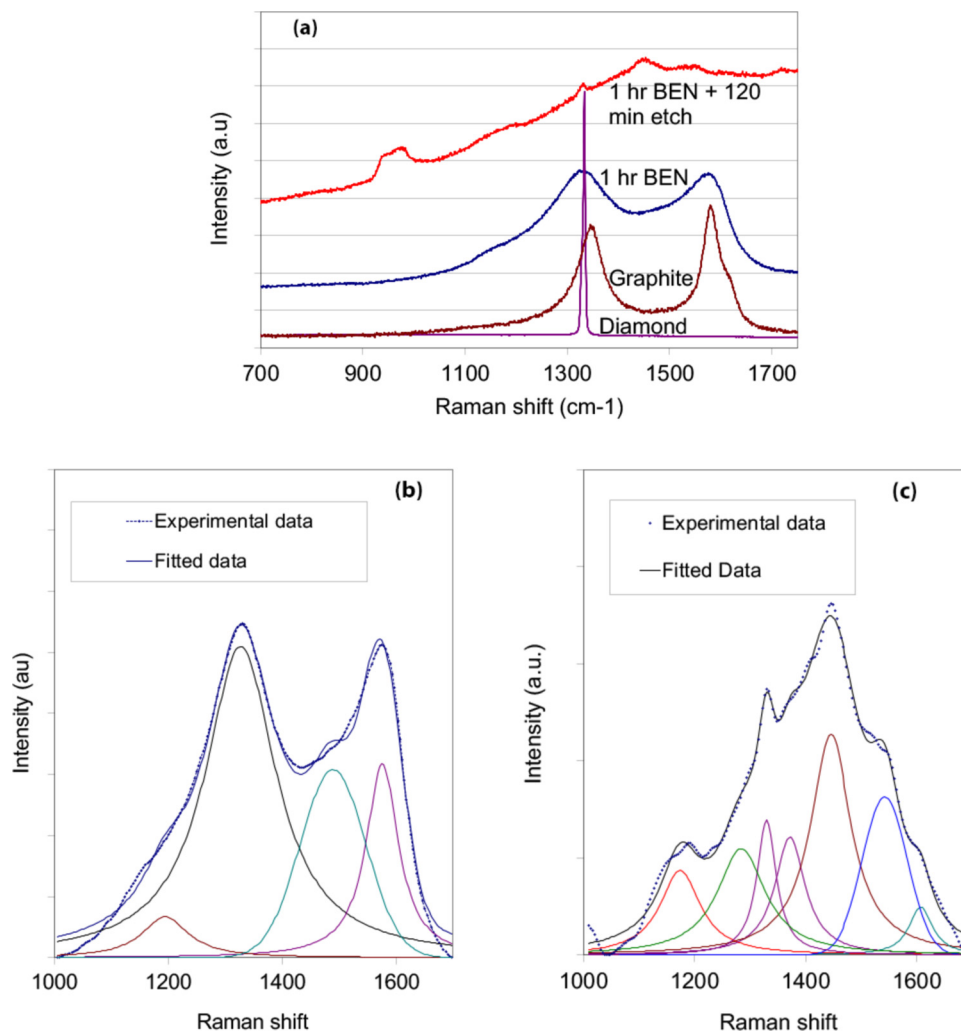 (a)
Intensity (a.u)
1 hr BEN + 120
min etch
1 hr BEN
Graphite
Diamond
700 900 1100 1300 1500 1700
Raman shift (cm-1)
(b)
Experimental data
Fitted data
Intensity (au)
1000 1200 1400 1600
Raman shift
(c)
Experimental data
Fitted Data
Intensity (a.u.)
1000 1200 1400 1600
Raman shift